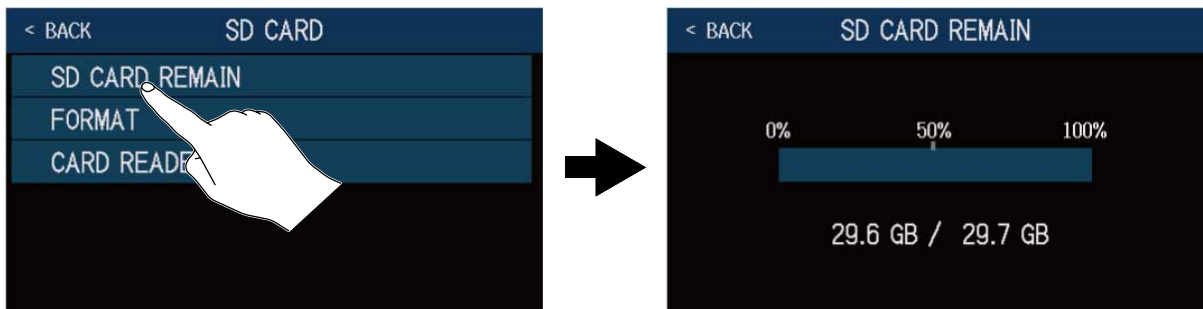 < BACK SD CARD
SD CARD REMAIN
FORMAT
CARD READE
< BACK SD CARD REMAIN
0% 50% 100%
29.6 GB / 29.7 GB